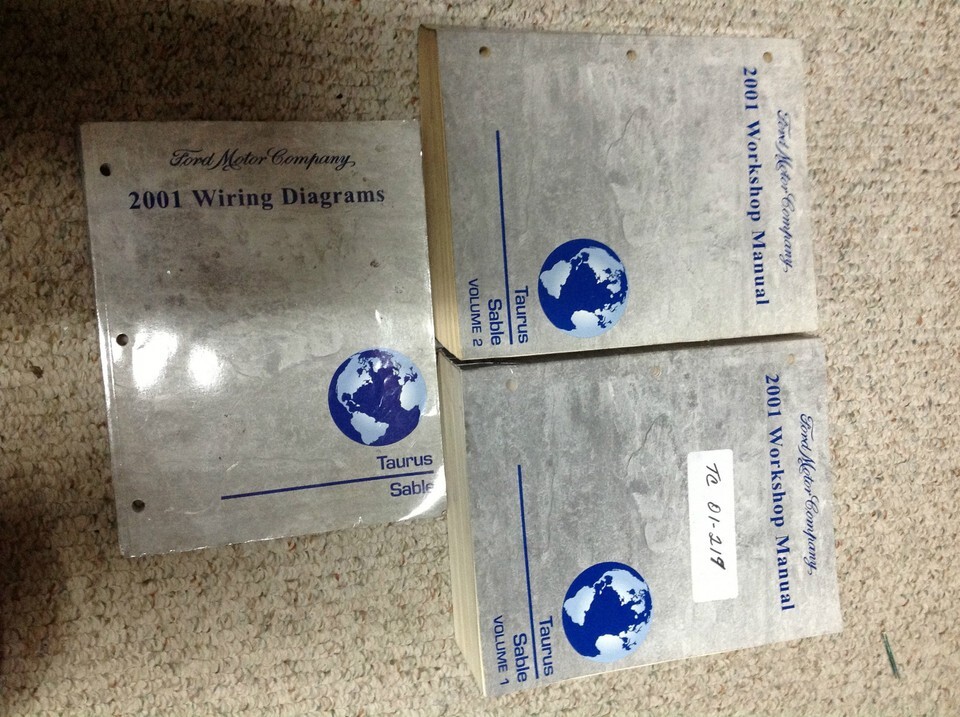 Ford Motor Company,
2001 Wiring Diagrams
Taurus
Sable
Ford Motor Company,
2001 Workshop Manual
Taurus
Sable
VOLUME 2
Ford Motor Company,
2001 Workshop Manual
TC 01-219
Taurus
Sable
VOLUME 1